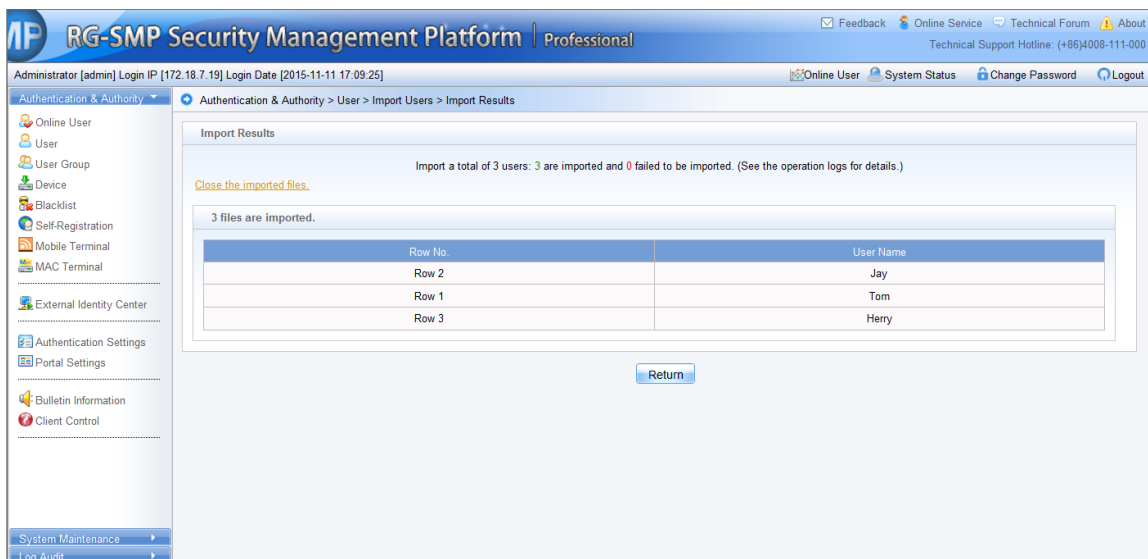 MP RG-SMP Security Management Platform | Professional
Feedback Online Service Technical Forum About
Technical Support Hotline: (+86)4008-111-000
Administrator [admin] Login IP [172.18.7.19] Login Date [2015-11-11 17:09:25]
Online User System Status Change Password Logout
Authentication & Authority
Online User
User
User Group
Device
Blacklist
Self-Registration
Mobile Terminal
MAC Terminal
External Identity Center
Authentication Settings
Portal Settings
Bulletin Information
Client Control
System Maintenance
Log Audit
Authentication & Authority > User > Import Users > Import Results
Import Results
Import a total of 3 users: 3 are imported and 0 failed to be imported. (See the operation logs for details.)
Close the imported files.
3 files are imported.
Row No. User Name
Row 2 Jay
Row 1 Tom
Row 3 Herry
Return